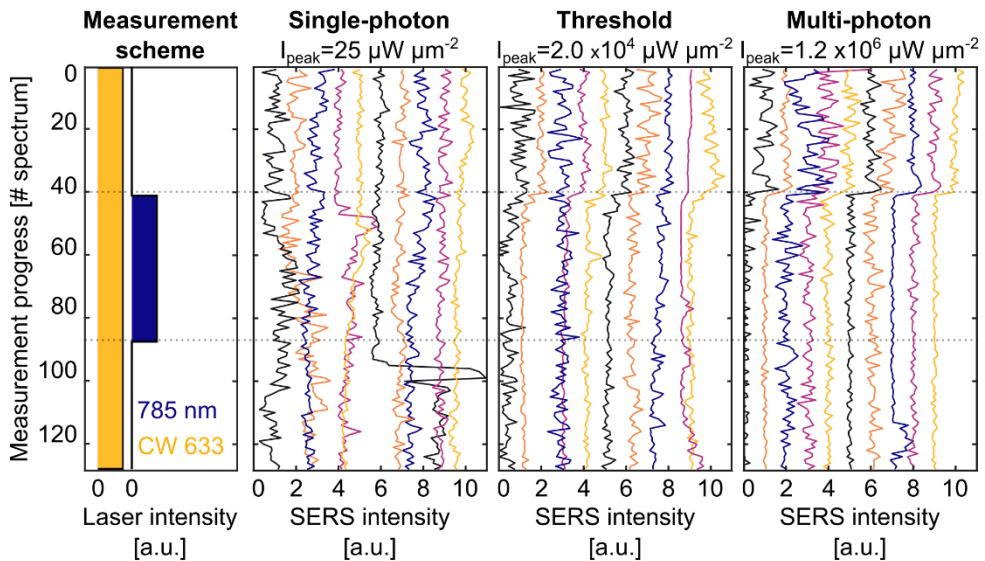 Measurement scheme
Single-photon
I_peak=25 µW µm⁻²
Threshold
I_peak=2.0 x10⁴ µW µm⁻²
Multi-photon
I_peak=1.2 x10⁶ µW µm⁻²
Measurement progress [# spectrum]
0
20
40
60
80
100
120
785 nm
CW 633
0 0
Laser intensity
[a.u.]
0 2 4 6 8 10
SERS intensity
[a.u.]
0 2 4 6 8 10
SERS intensity
[a.u.]
0 2 4 6 8 10
SERS intensity
[a.u.]